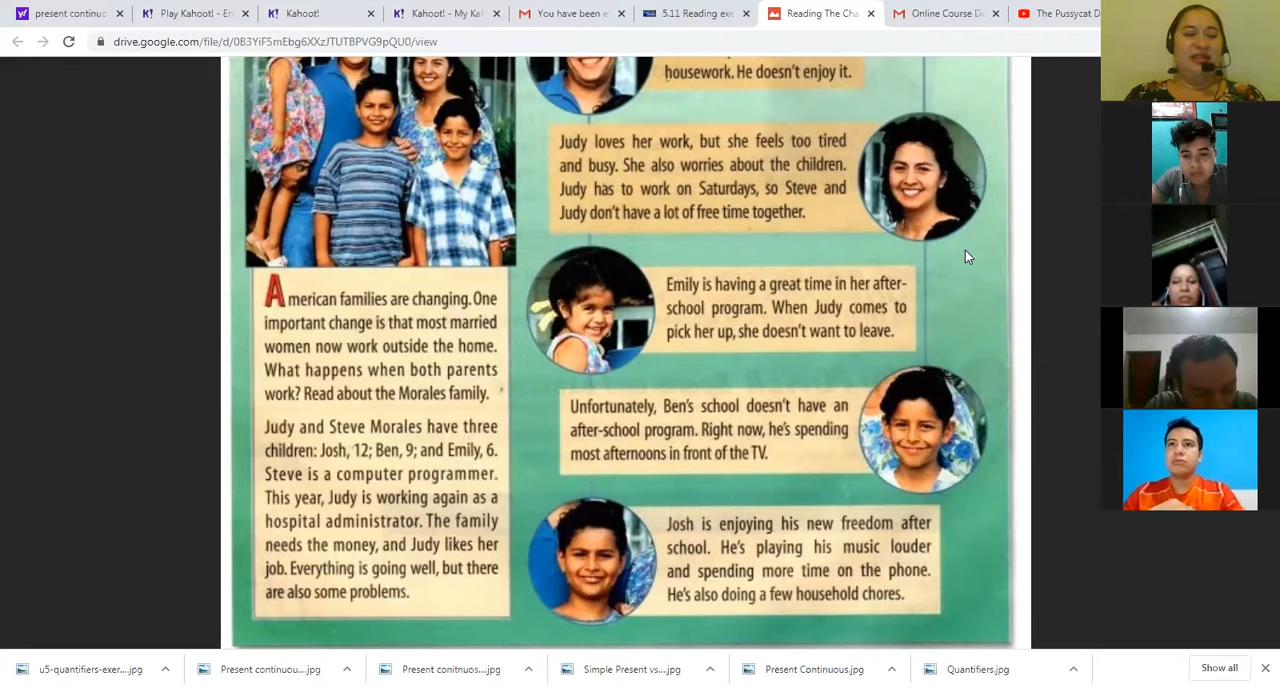 present continuc
Play Kahoot! - En
Kahoot!
Kahoot! - My Ka
You have been e
5.11 Reading exe
Reading The Cha
Online Course D
The Pussycat D
drive.google.com/file/d/0B3YiF5mEbg6XXzJTUTBPVG9pQU0/view
housework. He doesn't enjoy it.
Judy loves her work, but she feels too tired
and busy. She also worries about the children.
Judy has to work on Saturdays, so Steve and
Judy don't have a lot of free time together.
American families are changing. One
important change is that most married
women now work outside the home.
What happens when both parents
work? Read about the Morales family.
Judy and Steve Morales have three
children: Josh, 12; Ben, 9; and Emily, 6.
Steve is a computer programmer.
This year, Judy is working again as a
hospital administrator. The family
needs the money, and Judy likes her
job. Everything is going well, but there
are also some problems.
Emily is having a great time in her after-
school program. When Judy comes to
pick her up, she doesn't want to leave.
Unfortunately, Ben's school doesn't have an
after-school program. Right now, he's spending
most afternoons in front of the TV.
Josh is enjoying his new freedom after
school. He's playing his music louder
and spending more time on the phone.
He's also doing a few household chores.
u5-quantifiers-exer....jpg
Present continuou....jpg
Present conitnuos....jpg
Simple Present vs....jpg
Present Continuous.jpg
Quantifiers.jpg
Show all